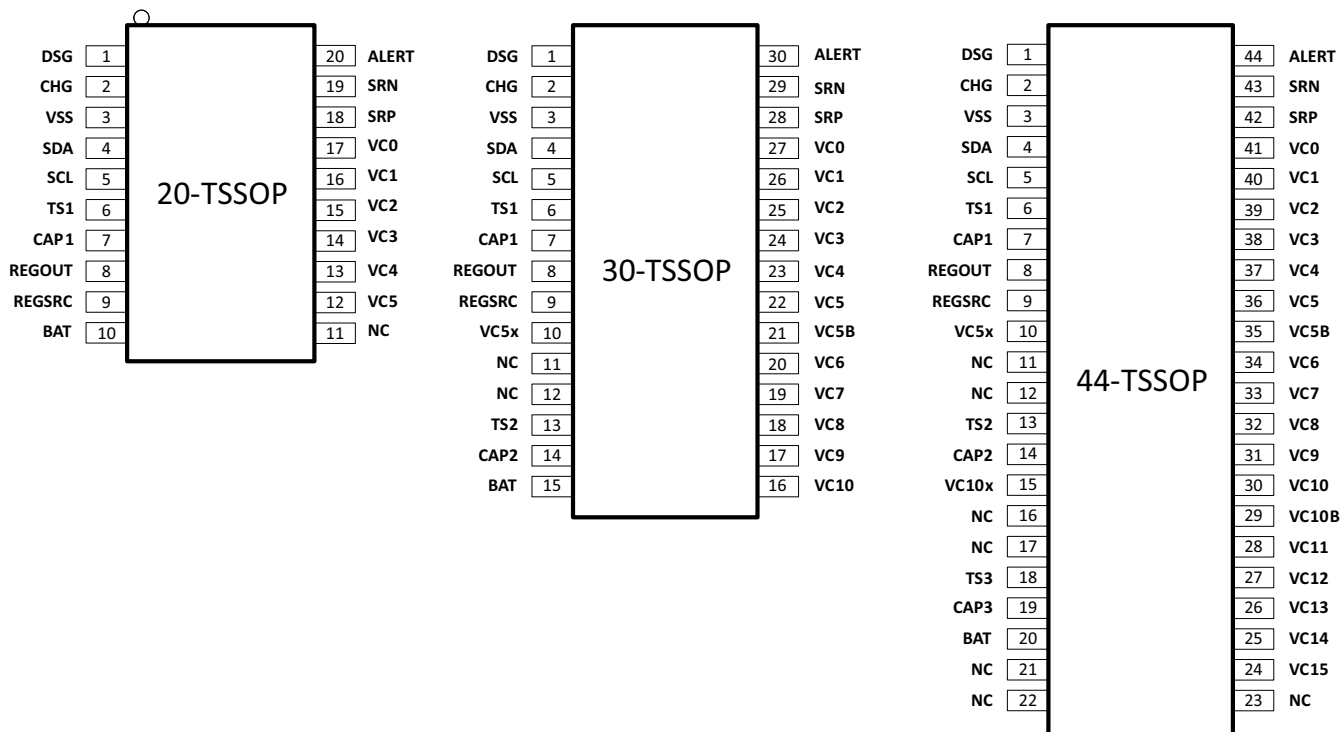 DSG 1 20 ALERT
CHG 2 19 SRN
VSS 3 18 SRP
SDA 4 17 VC0
SCL 5 16 VC1
TS1 6 15 VC2
CAP1 7 14 VC3
REGOUT 8 13 VC4
REGSRC 9 12 VC5
BAT 10 11 NC
20-TSSOP
DSG 1 30 ALERT
CHG 2 29 SRN
VSS 3 28 SRP
SDA 4 27 VC0
SCL 5 26 VC1
TS1 6 25 VC2
CAP1 7 24 VC3
REGOUT 8 23 VC4
REGSRC 9 22 VC5
VC5x 10 21 VC5B
NC 11 20 VC6
NC 12 19 VC7
TS2 13 18 VC8
CAP2 14 17 VC9
BAT 15 16 VC10
30-TSSOP
DSG 1 44 ALERT
CHG 2 43 SRN
VSS 3 42 SRP
SDA 4 41 VC0
SCL 5 40 VC1
TS1 6 39 VC2
CAP1 7 38 VC3
REGOUT 8 37 VC4
REGSRC 9 36 VC5
VC5x 10 35 VC5B
NC 11 34 VC6
NC 12 33 VC7
TS2 13 32 VC8
CAP2 14 31 VC9
VC10x 15 30 VC10
NC 16 29 VC10B
NC 17 28 VC11
TS3 18 27 VC12
CAP3 19 26 VC13
BAT 20 25 VC14
NC 21 24 VC15
NC 22 23 NC
44-TSSOP